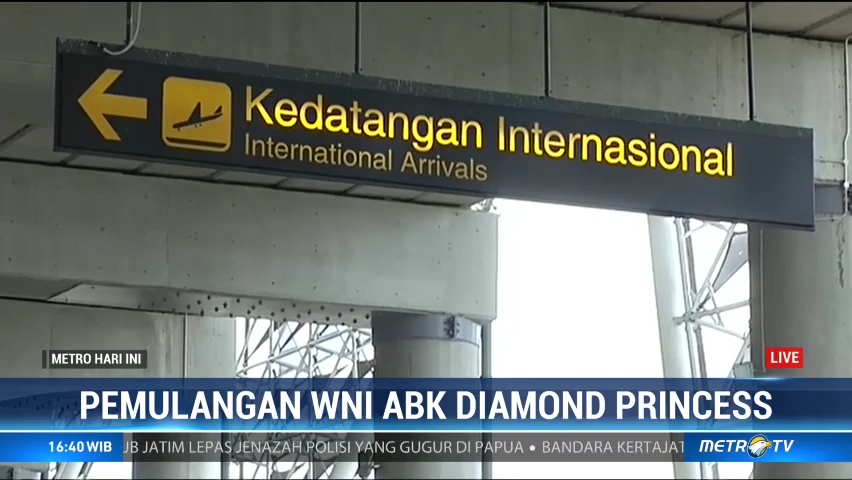 Kedatangan Internasional
International Arrivals
METRO HARI INI
LIVE
PEMULANGAN WNI ABK DIAMOND PRINCESS
16:40 WIB
JATIM LEPAS JENAZAH POLISI YANG GUGUR DI PAPUA • BANDARA
METRO TV